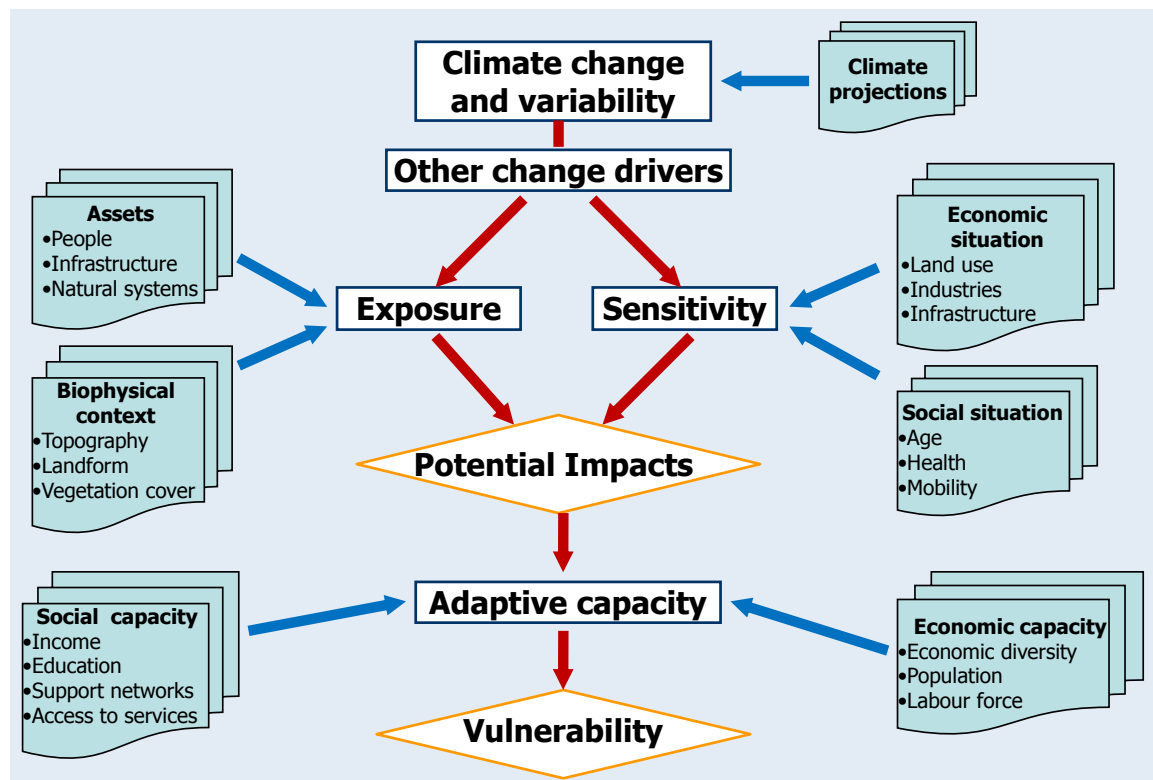 Climate change
and variability
Climate
projections
Other change drivers
Assets
•People
•Infrastructure
•Natural systems
Economic
situation
•Land use
•Industries
•Infrastructure
Exposure
Sensitivity
Biophysical
context
•Topography
•Landform
•Vegetation cover
Social situation
•Age
•Health
•Mobility
Potential Impacts
Social capacity
•Income
•Education
•Support networks
•Access to services
Adaptive capacity
Economic capacity
•Economic diversity
•Population
•Labour force
Vulnerability